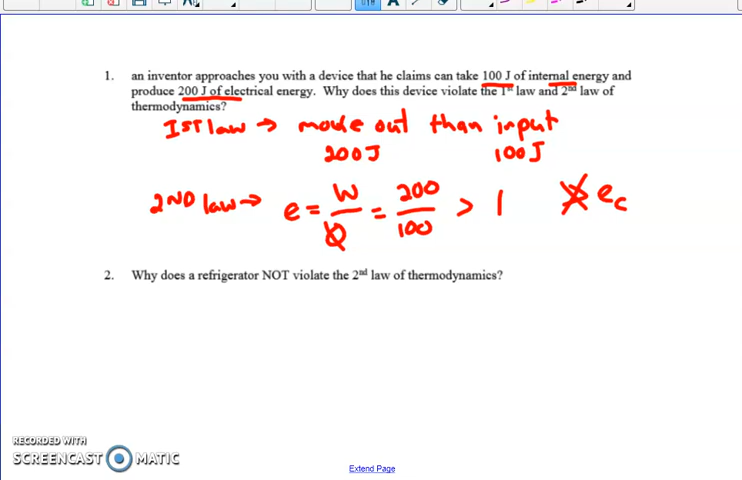 1. an inventor approaches you with a device that he claims can take 100 J of internal energy and
produce 200 J of electrical energy. Why does this device violate the 1st law and 2nd law of
thermodynamics?
1ST law → more out than input
200J 100J
2ND law → e = W/Q = 200/100 > 1 ec
2. Why does a refrigerator NOT violate the 2nd law of thermodynamics?
RECORDED WITH
SCREENCAST MATIC
Extend Page